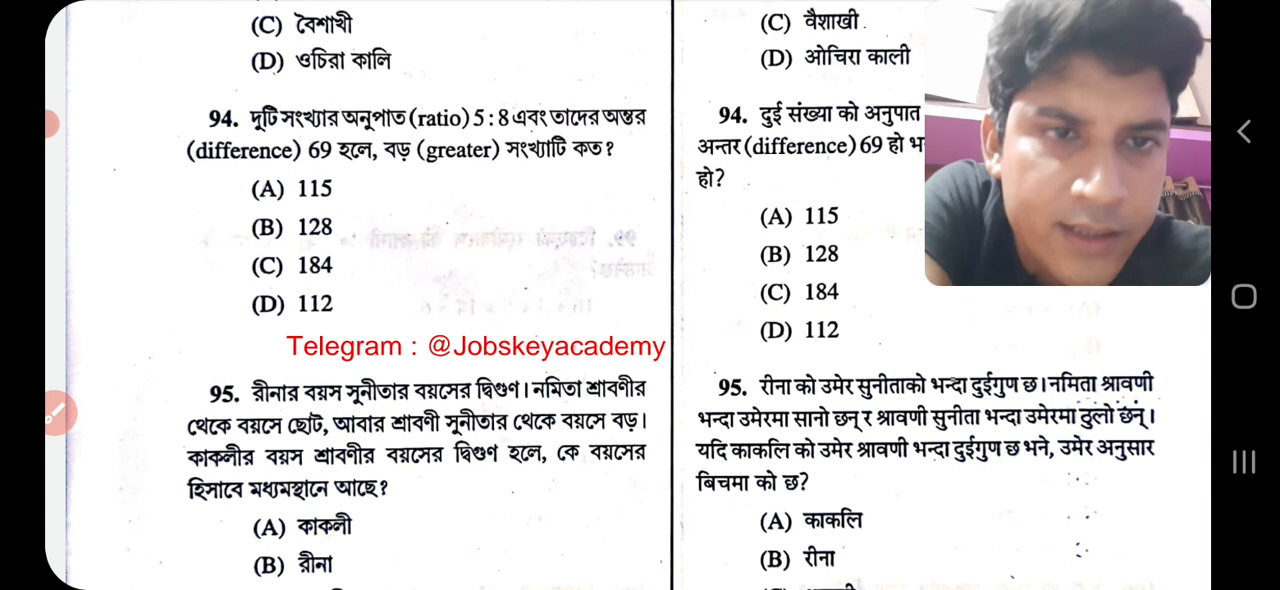 (C) বৈশাখী
(D) ওচিরা কালি
94. দুটি সংখ্যার অনুপাত (ratio) 5 : 8 এবং তাদের অন্তর
(difference) 69 হলে, বড় (greater) সংখ্যাটি কত?
(A) 115
(B) 128
(C) 184
(D) 112
Telegram : @Jobskeyacademy
95. রীনার বয়স সুনীতার বয়সের দ্বিগুণ। নমিতা শ্রাবণীর
থেকে বয়সে ছোট, আবার শ্রাবণী সুনীতার থেকে বয়সে বড়।
কাকলীর বয়স শ্রাবণীর বয়সের দ্বিগুণ হলে, কে বয়সের
হিসাবে মধ্যমস্থানে আছে?
(A) কাকলী
(B) রীনা
(C) वैशाखी
(D) ओचिरा काली
94. दुई संख्या को अनुपात
अन्तर (difference) 69 हो
हो?
(A) 115
(B) 128
(C) 184
(D) 112
95. रीना को उमेर सुनीताको भन्दा दुईगुण छ। नमिता श्रावणी
भन्दा उमेरमा सानो छन् र श्रावणी सुनीता भन्दा उमेरमा ठुलो छन्।
यदि काकलि को उमेर श्रावणी भन्दा दुईगुण छ भने, उमेर अनुसार
बिचमा को छ?
(A) काकलि
(B) रीना